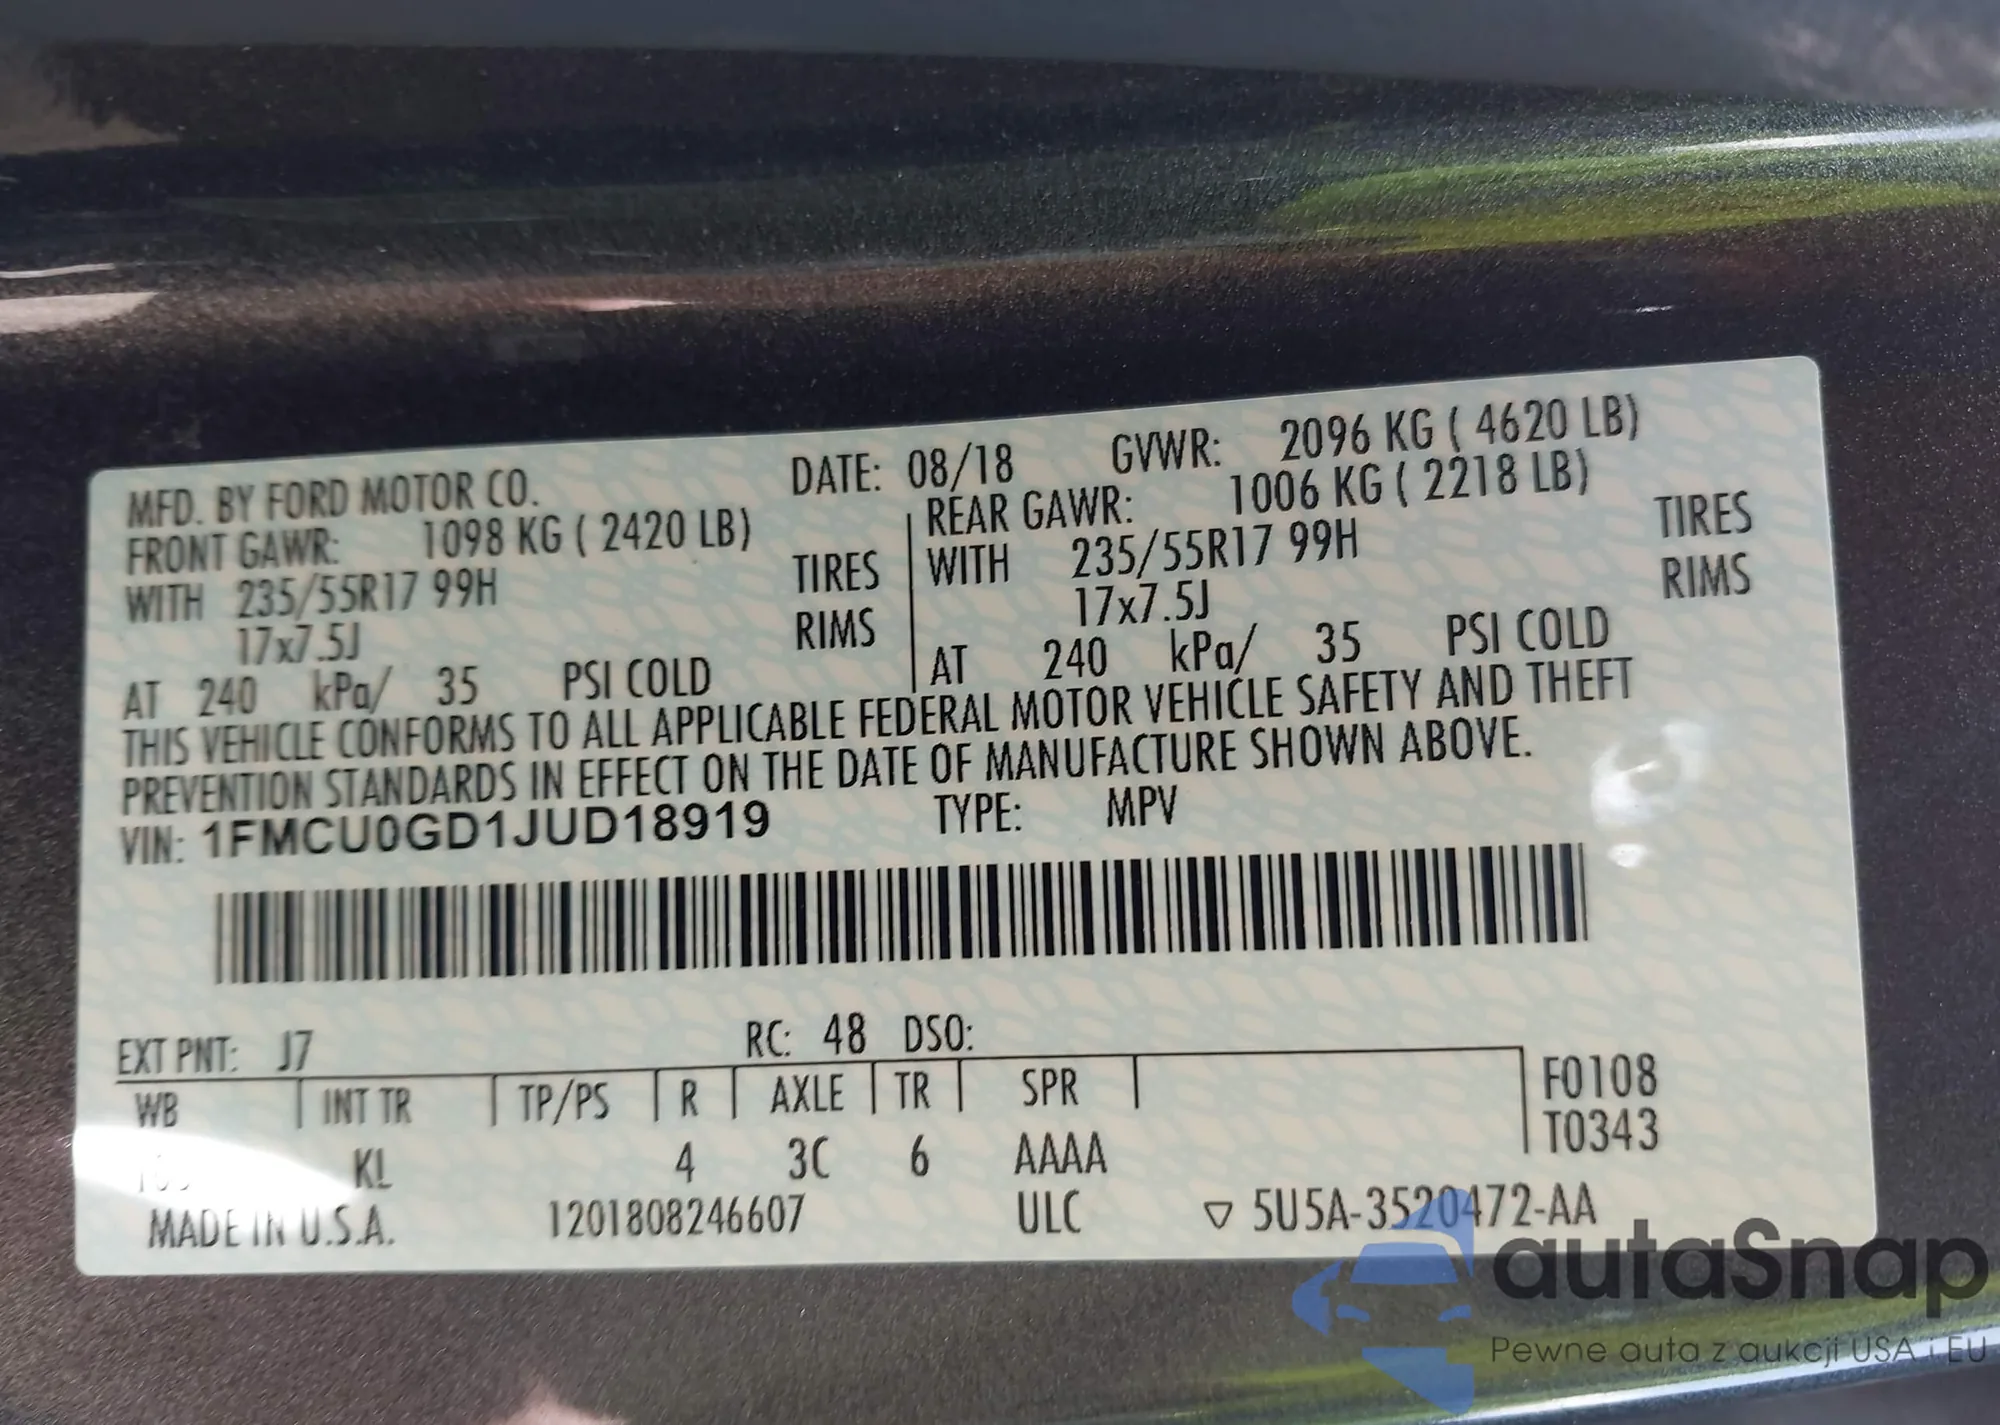 MFD. BY FORD MOTOR CO. DATE: 08/18 GVWR: 2096 KG ( 4620 LB)
FRONT GAWR: 1098 KG ( 2420 LB) REAR GAWR: 1006 KG ( 2218 LB)
WITH 235/55R17 99H TIRES WITH 235/55R17 99H TIRES
17x7.5J RIMS 17x7.5J RIMS
AT 240 kPa/ 35 PSI COLD AT 240 kPa/ 35 PSI COLD
THIS VEHICLE CONFORMS TO ALL APPLICABLE FEDERAL MOTOR VEHICLE SAFETY AND THEFT
PREVENTION STANDARDS IN EFFECT ON THE DATE OF MANUFACTURE SHOWN ABOVE.
VIN: 1FMCU0GD1JUD18919 TYPE: MPV
EXT PNT: J7 RC: 48 DSO:
WB INT TR TP/PS R AXLE TR SPR F0108
T0343
KL 4 3C 6 AAAA
MADE IN U.S.A. 1201808246607 ULC ▽ 5U5A-3520472-AA
autaSnap
Pewne auta z aukcji USA i EU